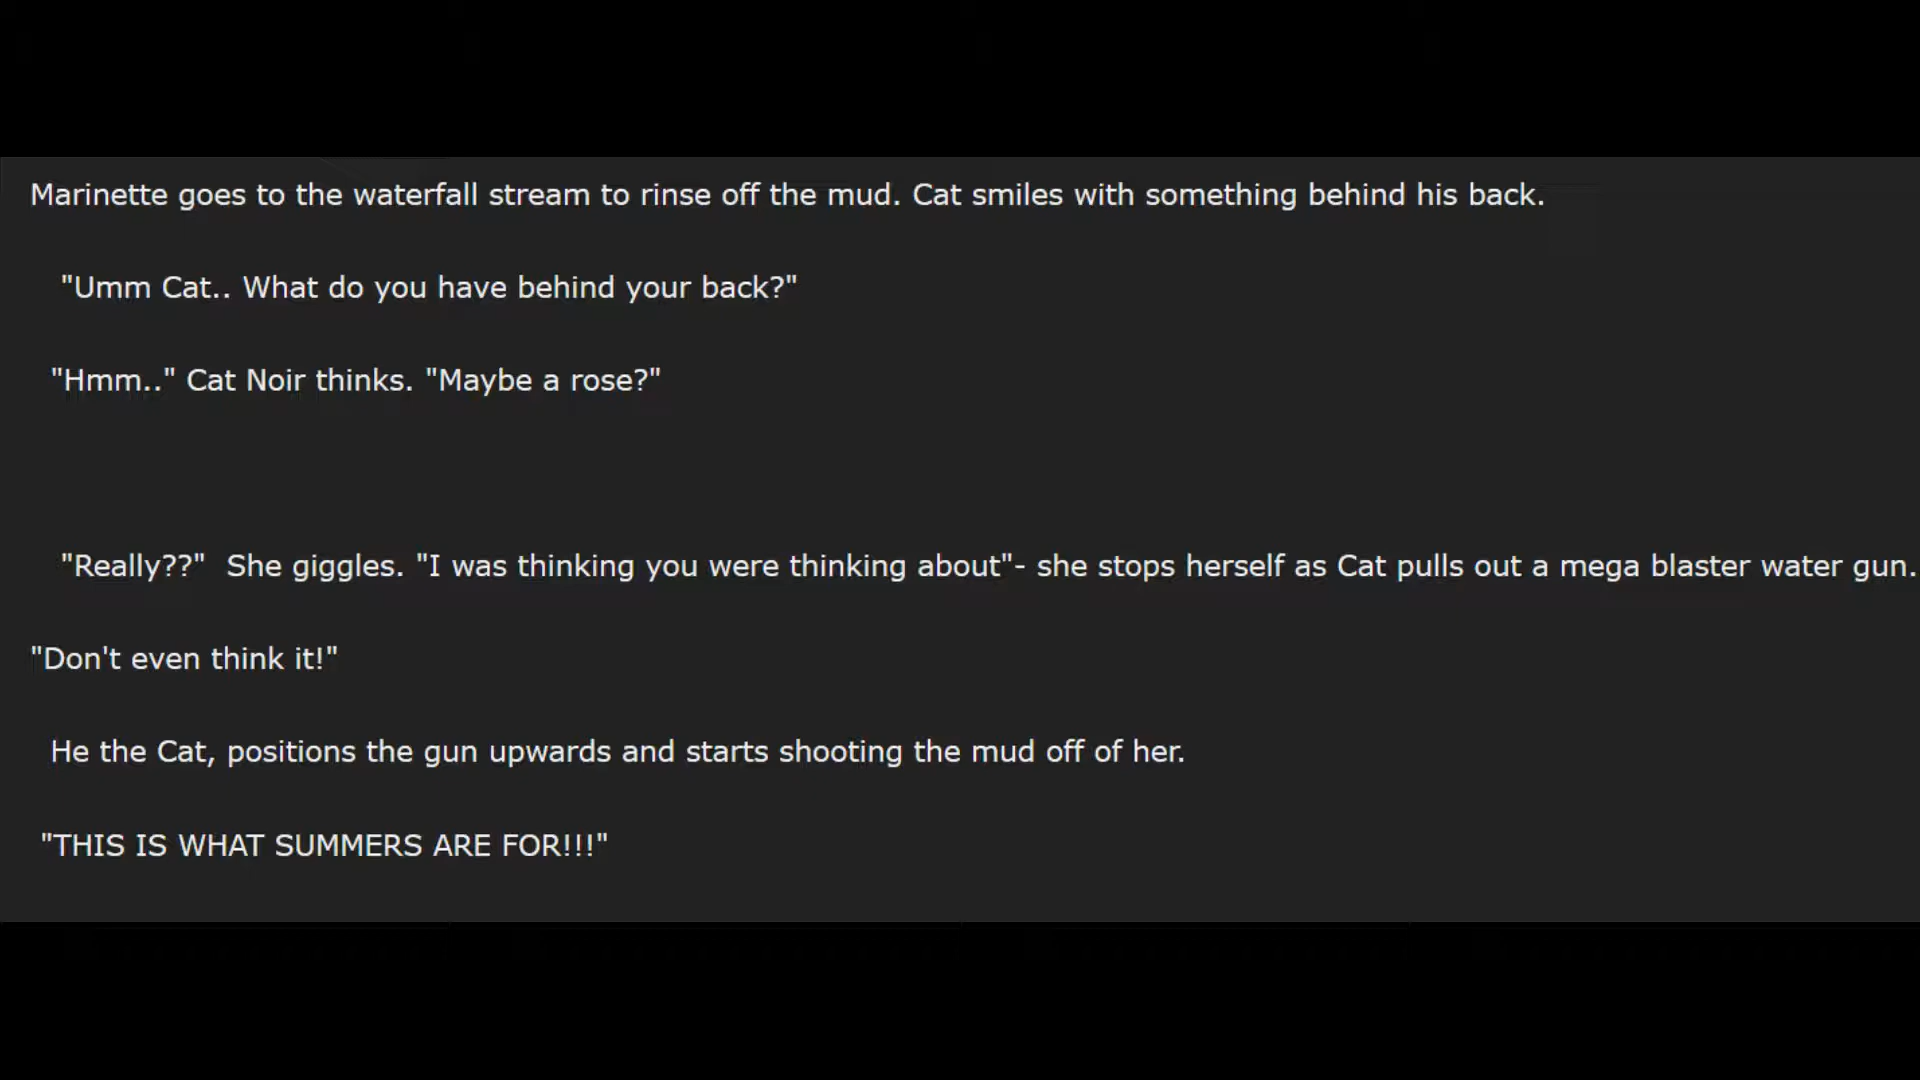 Marinette goes to the waterfall stream to rinse off the mud. Cat smiles with something behind his back.
"Umm Cat.. What do you have behind your back?"
"Hmm.." Cat Noir thinks. "Maybe a rose?"
"Really??"  She giggles. "I was thinking you were thinking about"- she stops herself as Cat pulls out a mega blaster water gun.
"Don't even think it!"
He the Cat, positions the gun upwards and starts shooting the mud off of her.
"THIS IS WHAT SUMMERS ARE FOR!!!"